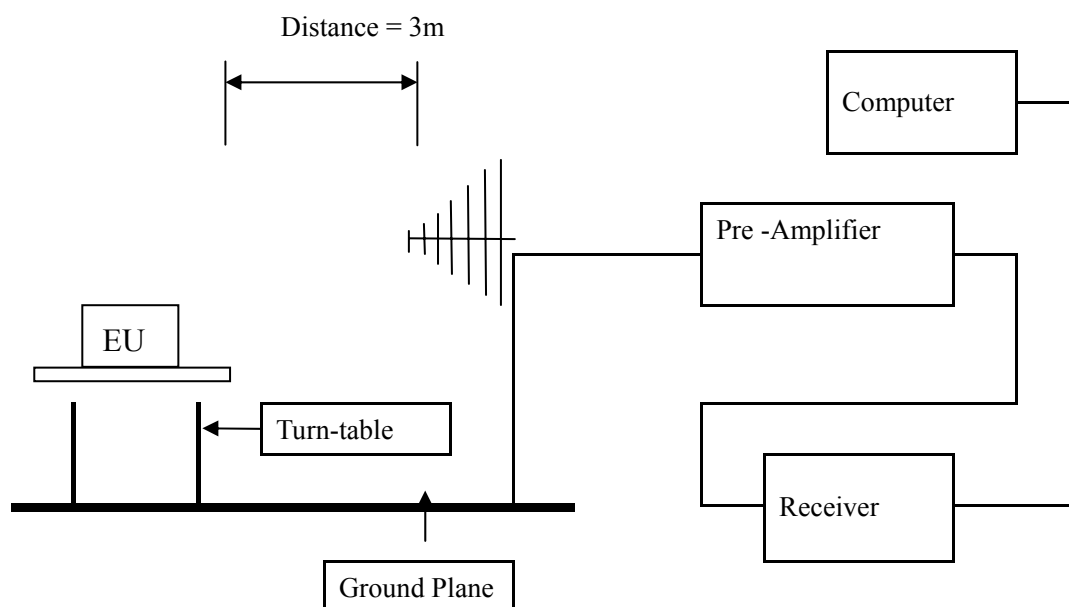 Distance = 3m
Computer
Pre -Amplifier
EU
Turn-table
Receiver
Ground Plane